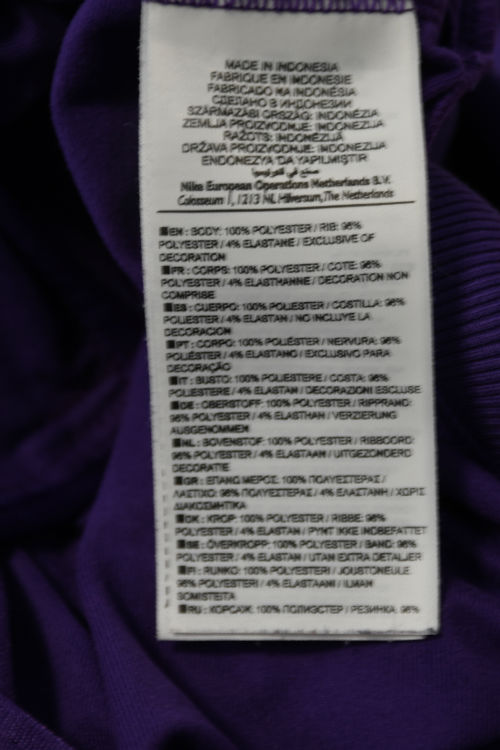 MADE IN INDONESIA
FABRIQUE EN INDONESIE
FABRICADO NA INDONÉSIA
СДЕЛАНО В ИНДОНЕЗИИ
SZÁRMAZÁSI ORSZÁG: INDONÉZIA
ZEMLJA PROIZVODNJE: INDONEZIJA
RAŽOTS: INDONĒZIJĀ
DRŽAVA PROIZVODNJE: INDONEZIJA
ENDONEZYA'DA YAPILMIŞTIR
صنع في اندونيسيا
Nike European Operations Netherlands B.V.
Colosseum 1, 1213 NL Hilversum, The Netherlands
EN : BODY: 100% POLYESTER / RIB: 96%
POLYESTER / 4% ELASTANE / EXCLUSIVE OF
DECORATION
FR : CORPS: 100% POLYESTER / COTE: 96%
POLYESTER / 4% ELASTHANNE / DECORATION NON
COMPRISE
ES : CUERPO: 100% POLIESTER / COSTILLA: 96%
POLIESTER / 4% ELASTAN / NO INCLUYE LA
DECORACION
PT : CORPO: 100% POLIÉSTER / NERVURA: 96%
POLIÉSTER / 4% ELASTANO / EXCLUSIVO PARA
DECORAÇÃO
IT : BUSTO: 100% POLIESTERE / COSTA: 96%
POLIESTERE / 4% ELASTAN / DECORAZIONI ESCLUSE
DE : OBERSTOFF: 100% POLYESTER / RIPPRAND:
96% POLYESTER / 4% ELASTHAN / VERZIERUNG
AUSGENOMMEN
NL : BOVENSTOF: 100% POLYESTER / RIBBOORD:
96% POLYESTER / 4% ELASTAAN / UITGEZONDERD
DECORATIE
GR : ΕΠΑΝΩ ΜΕΡΟΣ: 100% ΠΟΛΥΕΣΤΕΡΑΣ /
ΛΑΣΤΙΧΟ: 96% ΠΟΛΥΕΣΤΕΡΑΣ / 4% ΕΛΑΣΤΑΝΗ / ΧΩΡΙΣ
ΔΙΑΚΟΣΜΗΤΙΚΑ
DK : KROP: 100% POLYESTER / RIBBE: 96%
POLYESTER / 4% ELASTAN / PYNT IKKE INDBEFATTET
SE : ÖVERKROPP: 100% POLYESTER / BAND: 96%
POLYESTER / 4% ELASTAN / UTAN EXTRA DETALJER
FI : RUNKO: 100% POLYESTERI / JOUSTONEULE:
96% POLYESTERI / 4% ELASTAANI / ILMAN
SOMISTEITA
RU : КОРСАЖ: 100% ПОЛИЭСТЕР / РЕЗИНКА: 96%